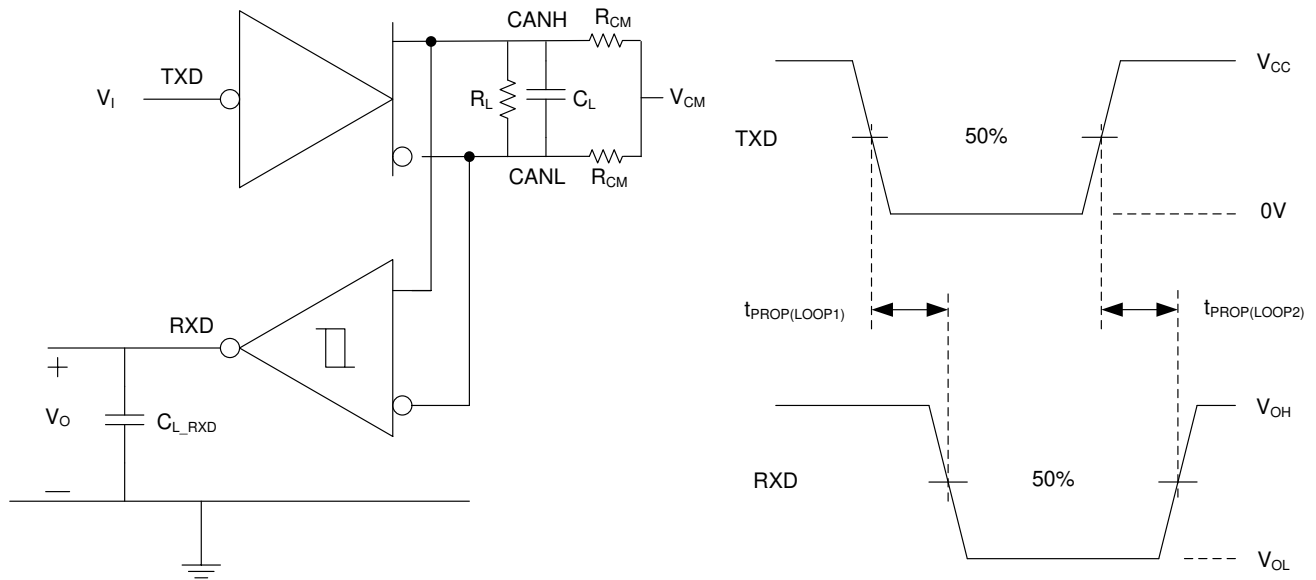 CANH
R_CM
TXD
V_I
R_L
C_L
V_CM
CANL
R_CM
RXD
+
V_O
C_L_RXD
—
V_CC
TXD
50%
0V
t_PROP(LOOP1)
t_PROP(LOOP2)
V_OH
RXD
50%
V_OL